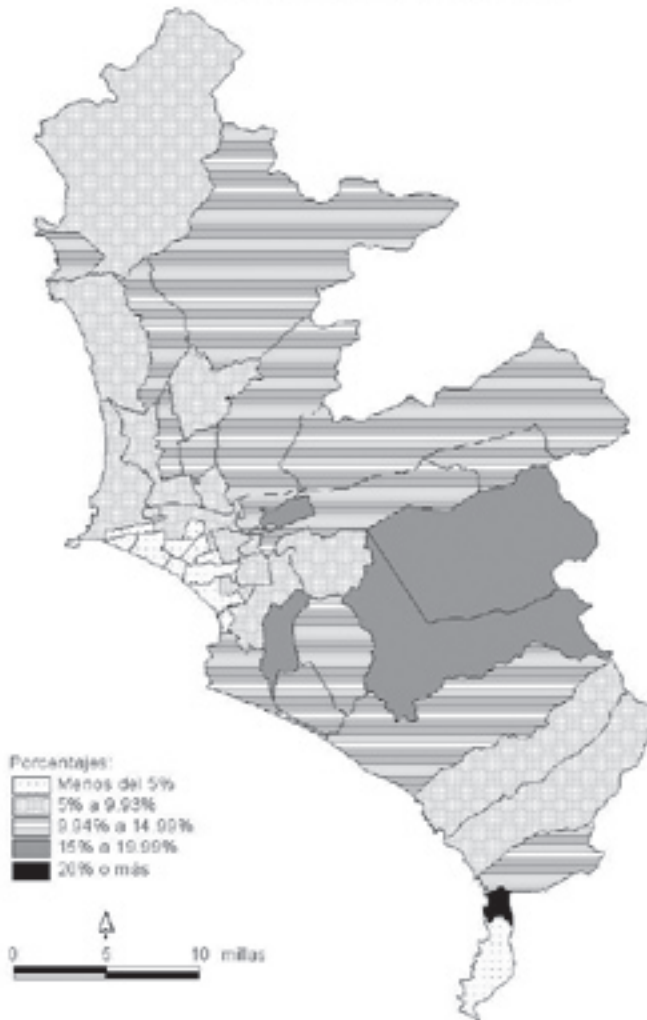 Porcentajes:
Menos del 5%
5% a 9.93%
9.94% a 14.99%
15% a 19.99%
20% o más
0 5 10 millas